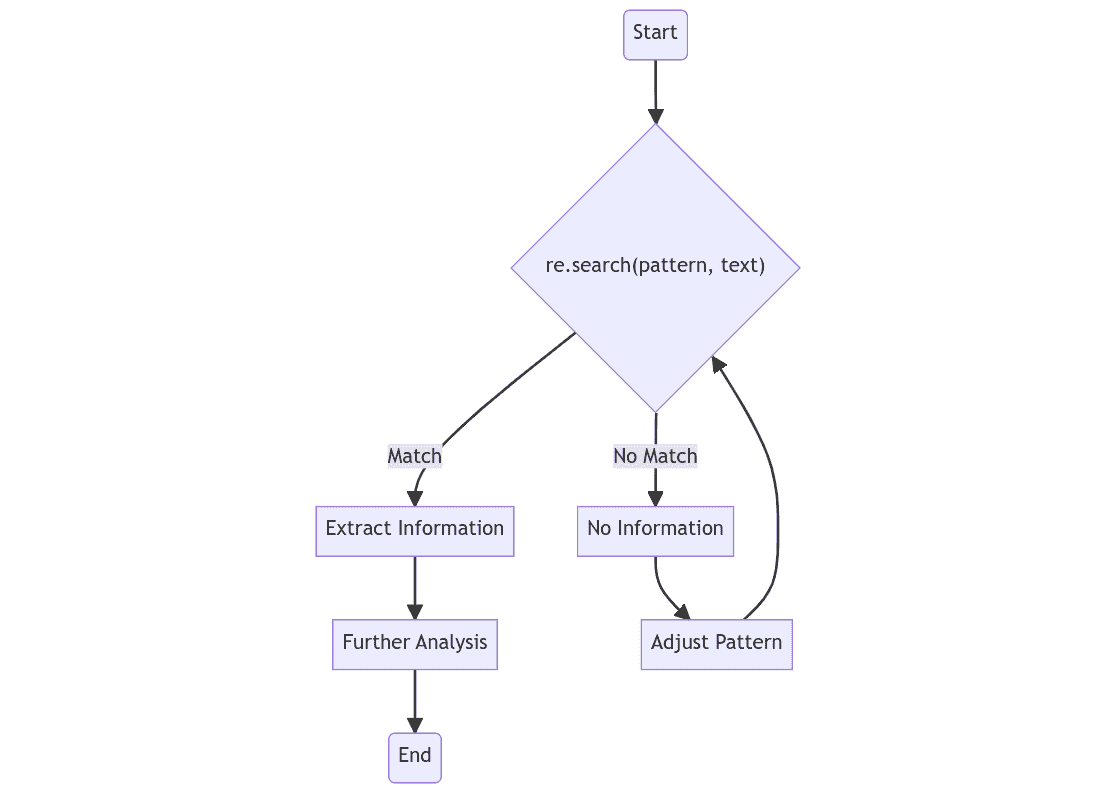 Start
re.search(pattern, text)
Match
No Match
Extract Information
No Information
Further Analysis
Adjust Pattern
End